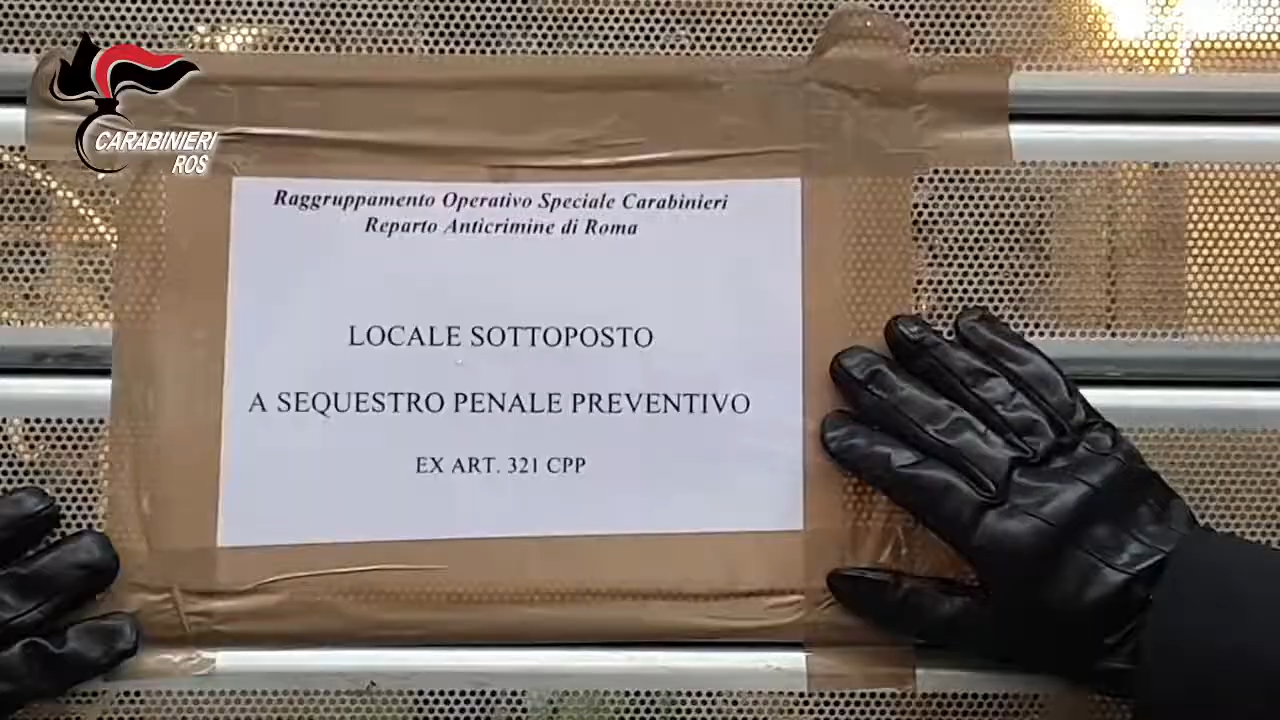 CARABINIERI
ROS
Raggruppamento Operativo Speciale Carabinieri
Reparto Anticrimine di Roma
LOCALE SOTTOPOSTO
A SEQUESTRO PENALE PREVENTIVO
EX ART. 321 CPP